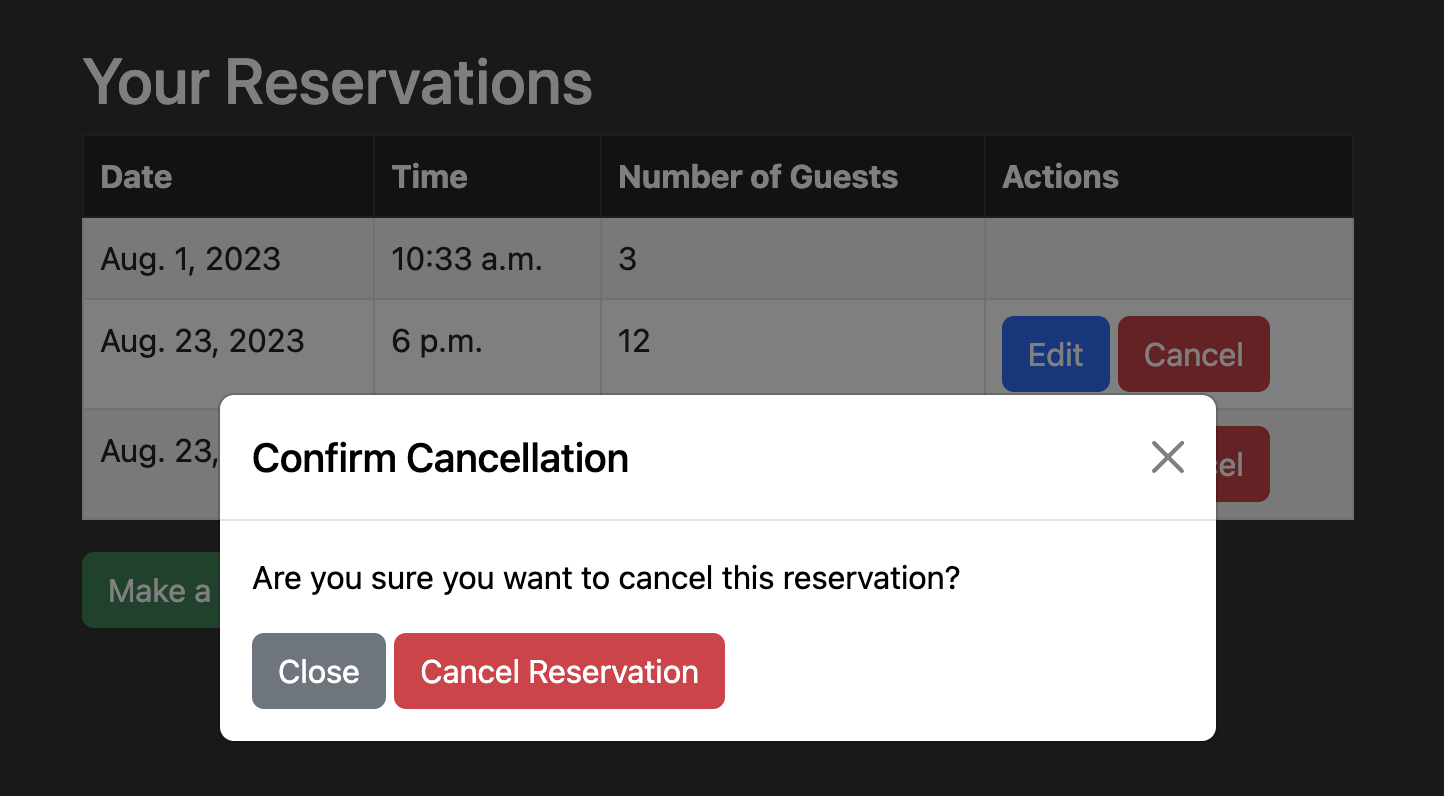 Your Reservations
Date Time Number of Guests Actions
Aug. 1, 2023 10:33 a.m. 3
Aug. 23, 2023 6 p.m. 12 Edit Cancel
Aug. 23,
Confirm Cancellation
Are you sure you want to cancel this reservation?
Make a
Close Cancel Reservation